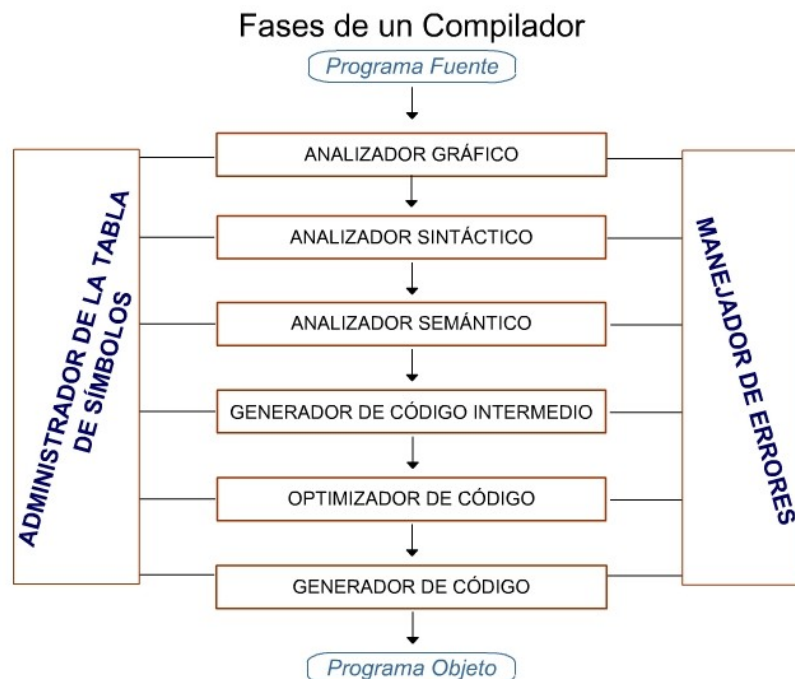 Fases de un Compilador
Programa Fuente
ANALIZADOR GRÁFICO
ANALIZADOR SINTÁCTICO
ANALIZADOR SEMÁNTICO
GENERADOR DE CÓDIGO INTERMEDIO
OPTIMIZADOR DE CÓDIGO
GENERADOR DE CÓDIGO
Programa Objeto
ADMINISTRADOR DE LA TABLA
DE SÍMBOLOS
MANEJADOR DE ERRORES